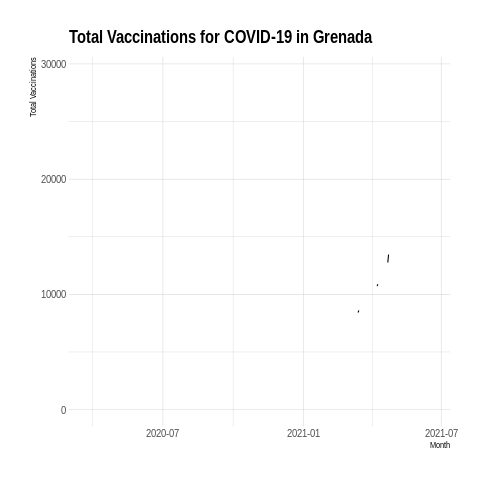 Total Vaccinations for COVID-19 in Grenada
Total Vaccinations
30000
20000
10000
0
2020-07
2021-01
2021-07
Month